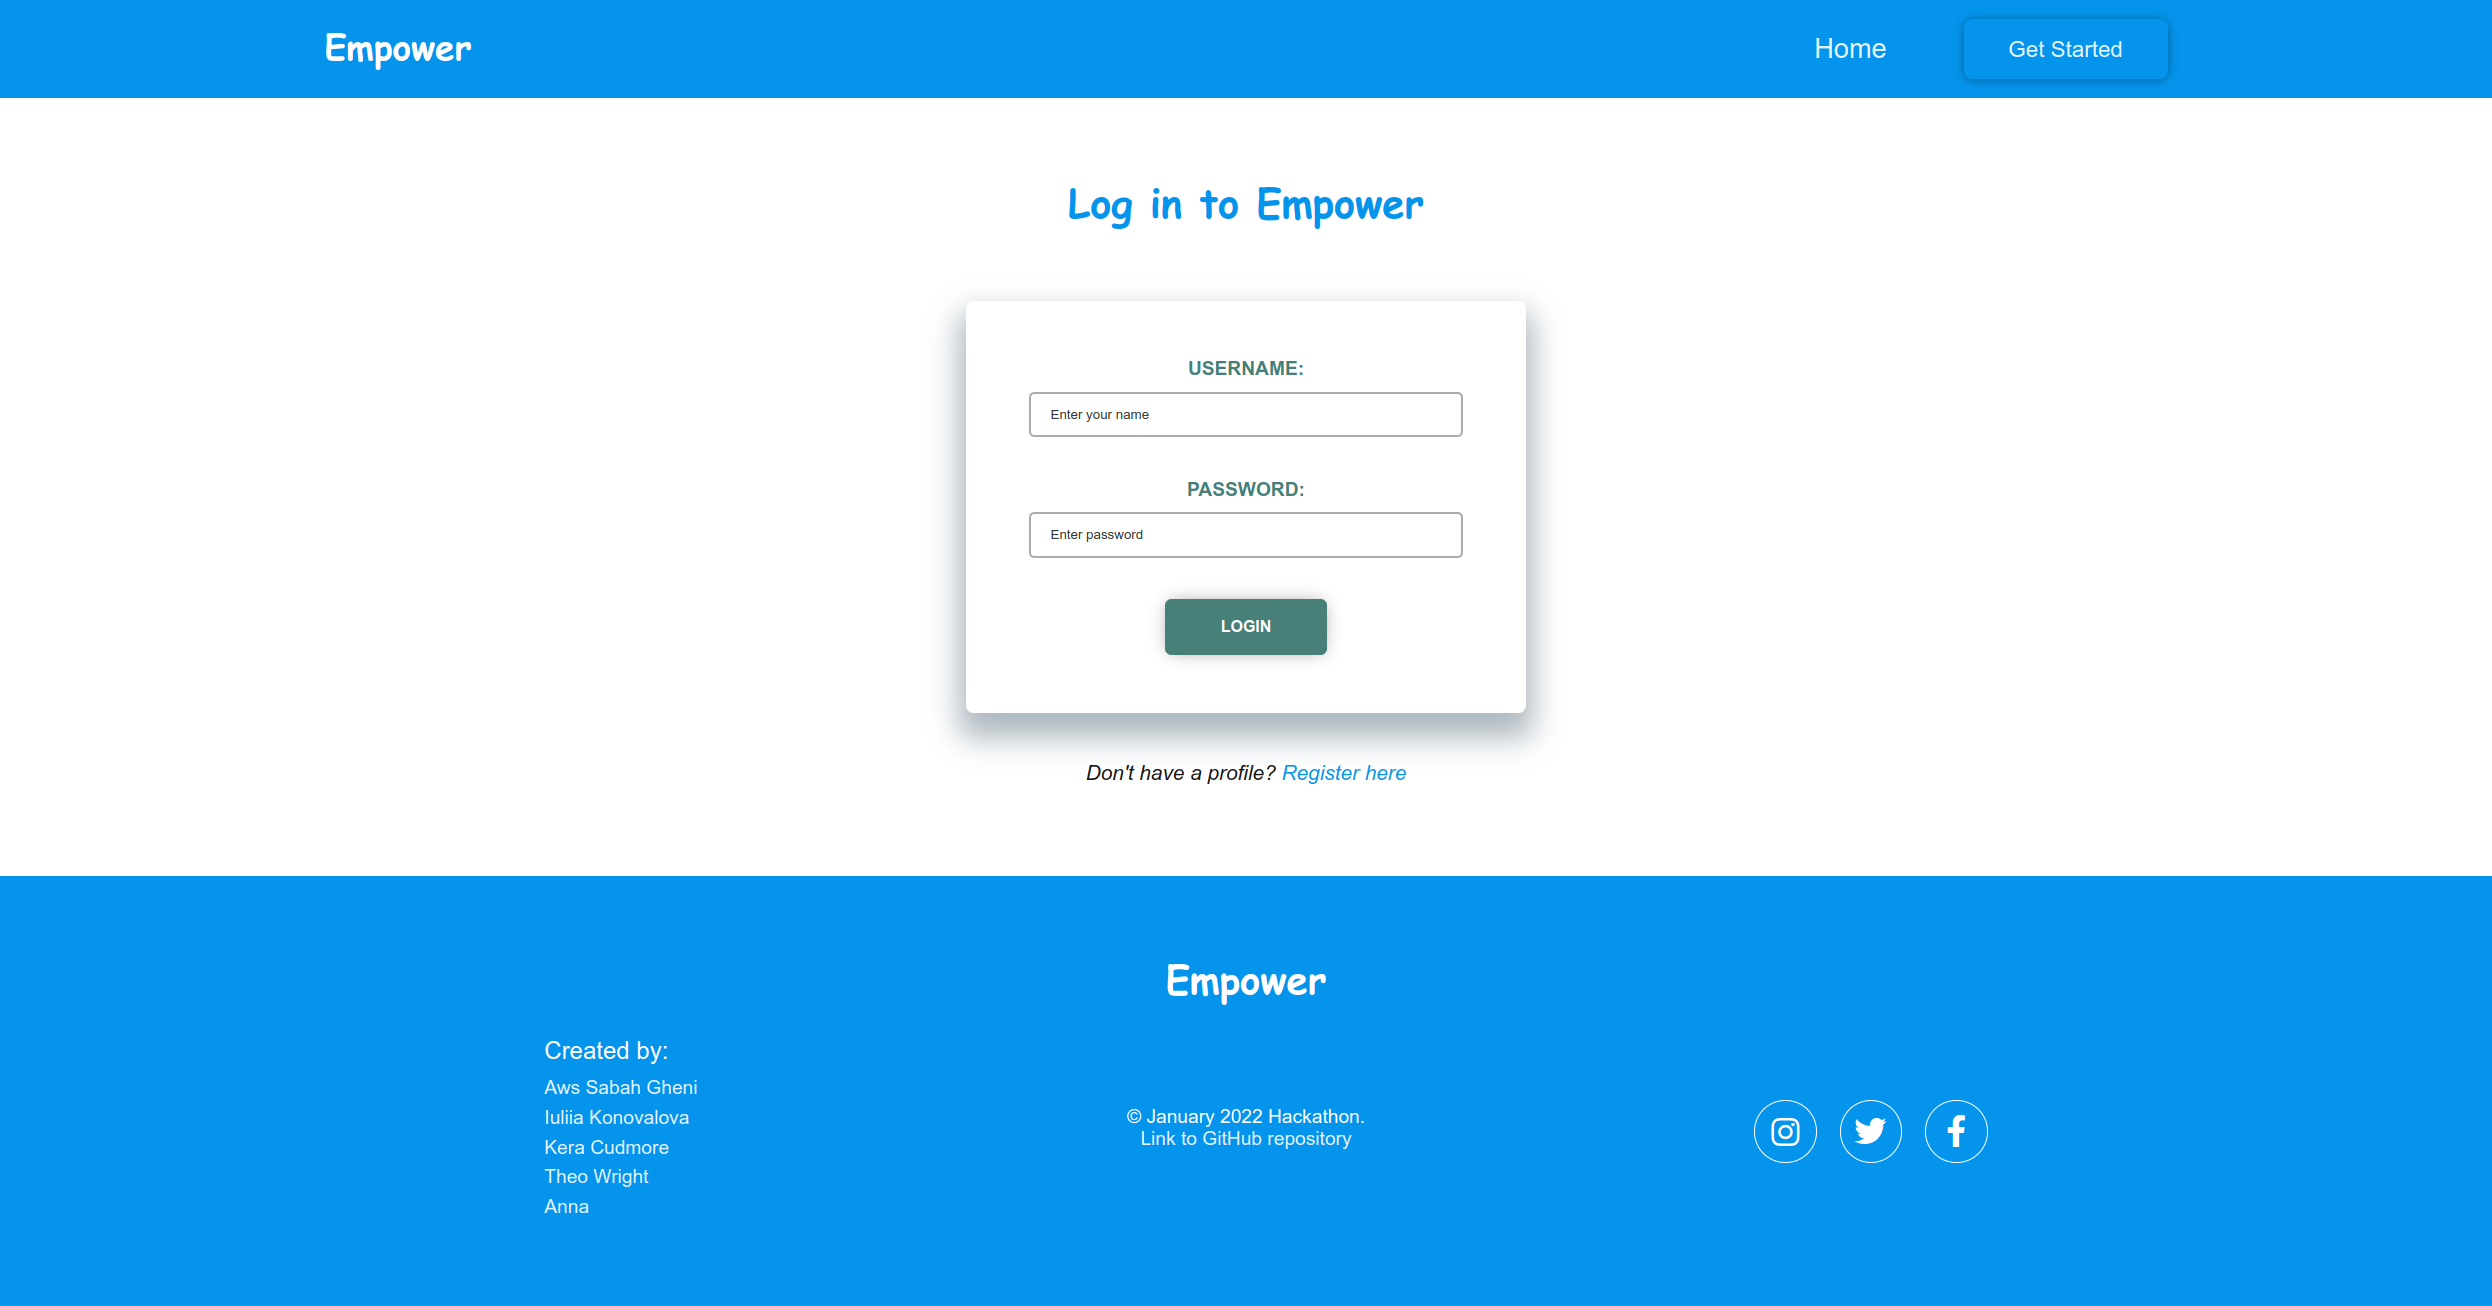 Empower
Home
Get Started
Log in to Empower
USERNAME:
Enter your name
PASSWORD:
Enter password
LOGIN
Don't have a profile? Register here
Empower
Created by:
Aws Sabah Gheni
Iuliia Konovalova
Kera Cudmore
Theo Wright
Anna
© January 2022 Hackathon.
Link to GitHub repository